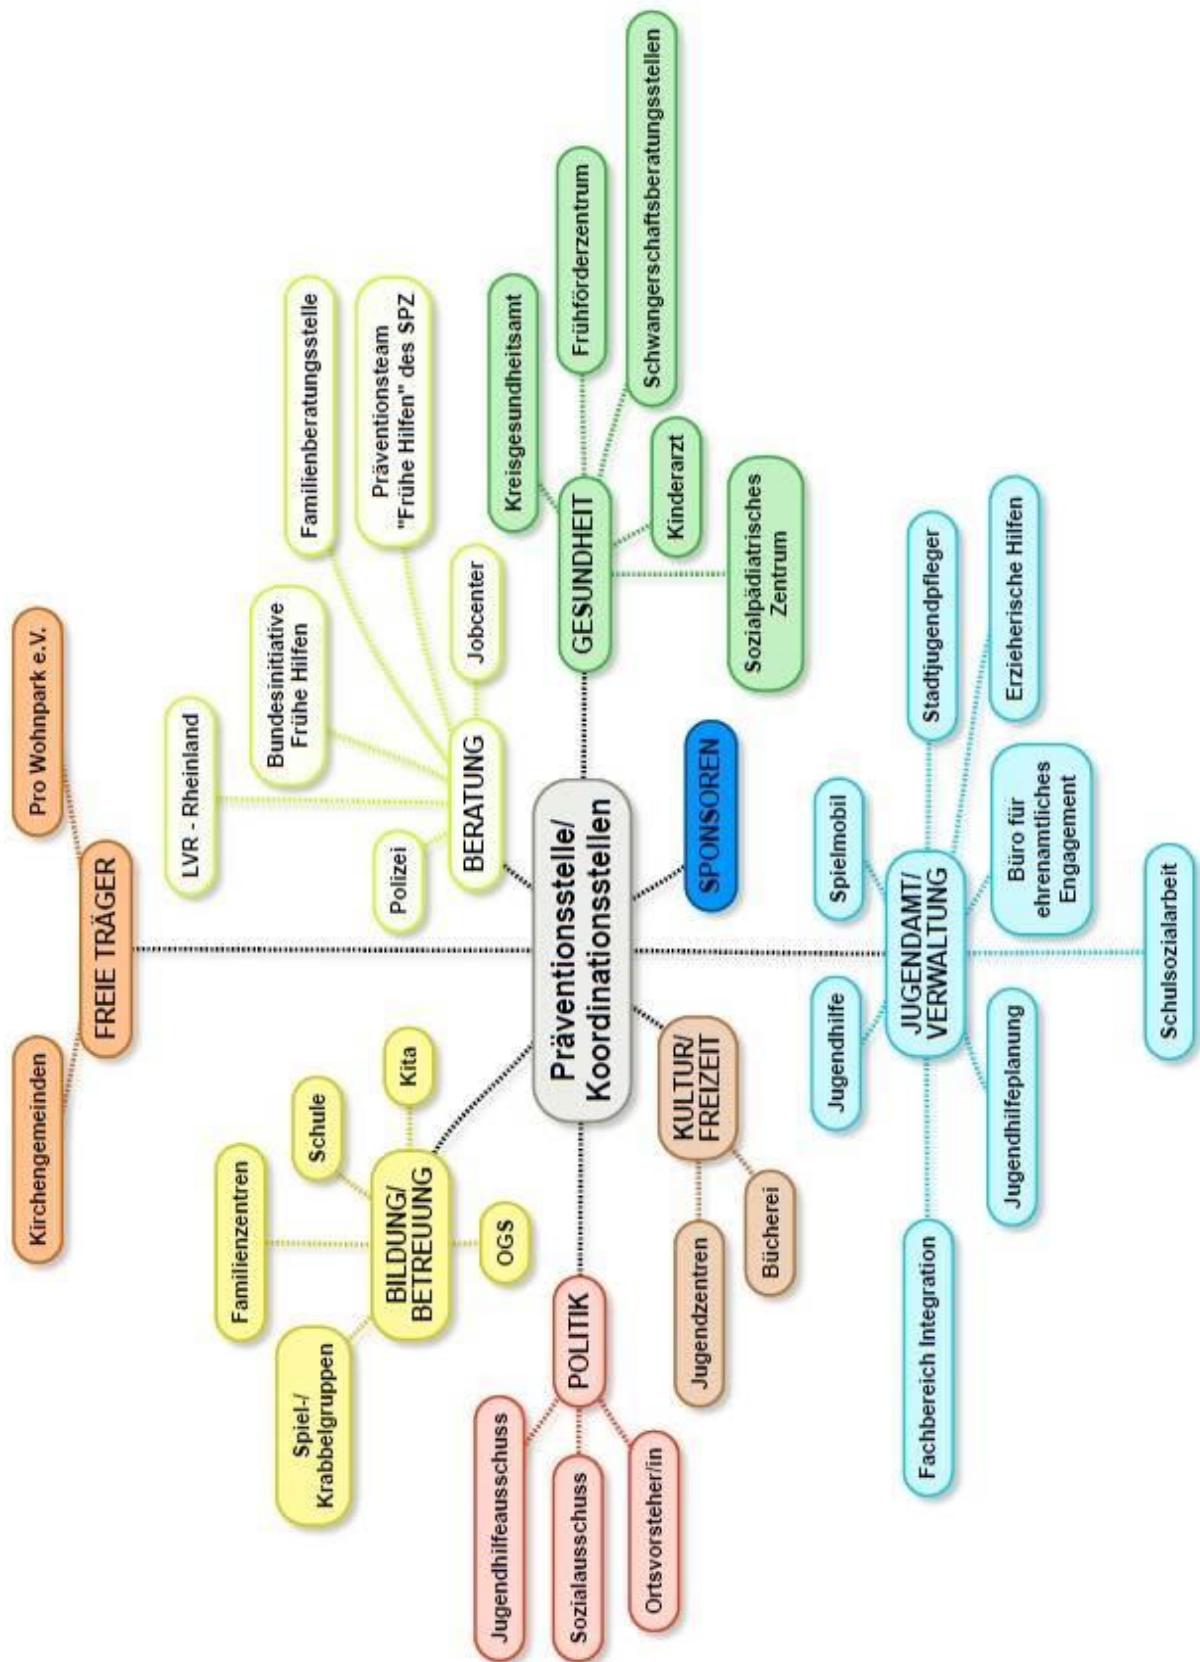 Kirchengemeinden
FREIE TRÄGER
Pro Wohnpark e.V.
LVR - Rheinland
Bundesinitiative
Frühe Hilfen
Familienberatungsstelle
Präventionsteam
"Frühe Hilfen" des SPZ
Polizei
Jobcenter
BERATUNG
Familienzentren
Schule
Kita
Spiel-/
Krabbelgruppen
BILDUNG/
BETREUUNG
OGS
Präventionsstelle/
Koordinationsstellen
Jugendhilfeausschuss
POLITIK
Sozialausschuss
Ortsvorsteher/in
Kreisgesundheitsamt
GESUNDHEIT
Frühförderzentrum
Schwangerschaftsberatungsstellen
Kinderarzt
Sozialpädiatrisches
Zentrum
KULTUR/
FREIZEIT
Jugendzentren
Bücherei
SPONSOREN
Jugendhilfe
Spielmobil
Fachbereich Integration
JUGENDAMT/
VERWALTUNG
Stadtjugendpfleger
Jugendhilfeplanung
Büro für
ehrenamtliches
Engagement
Erzieherische Hilfen
Schulsozialarbeit